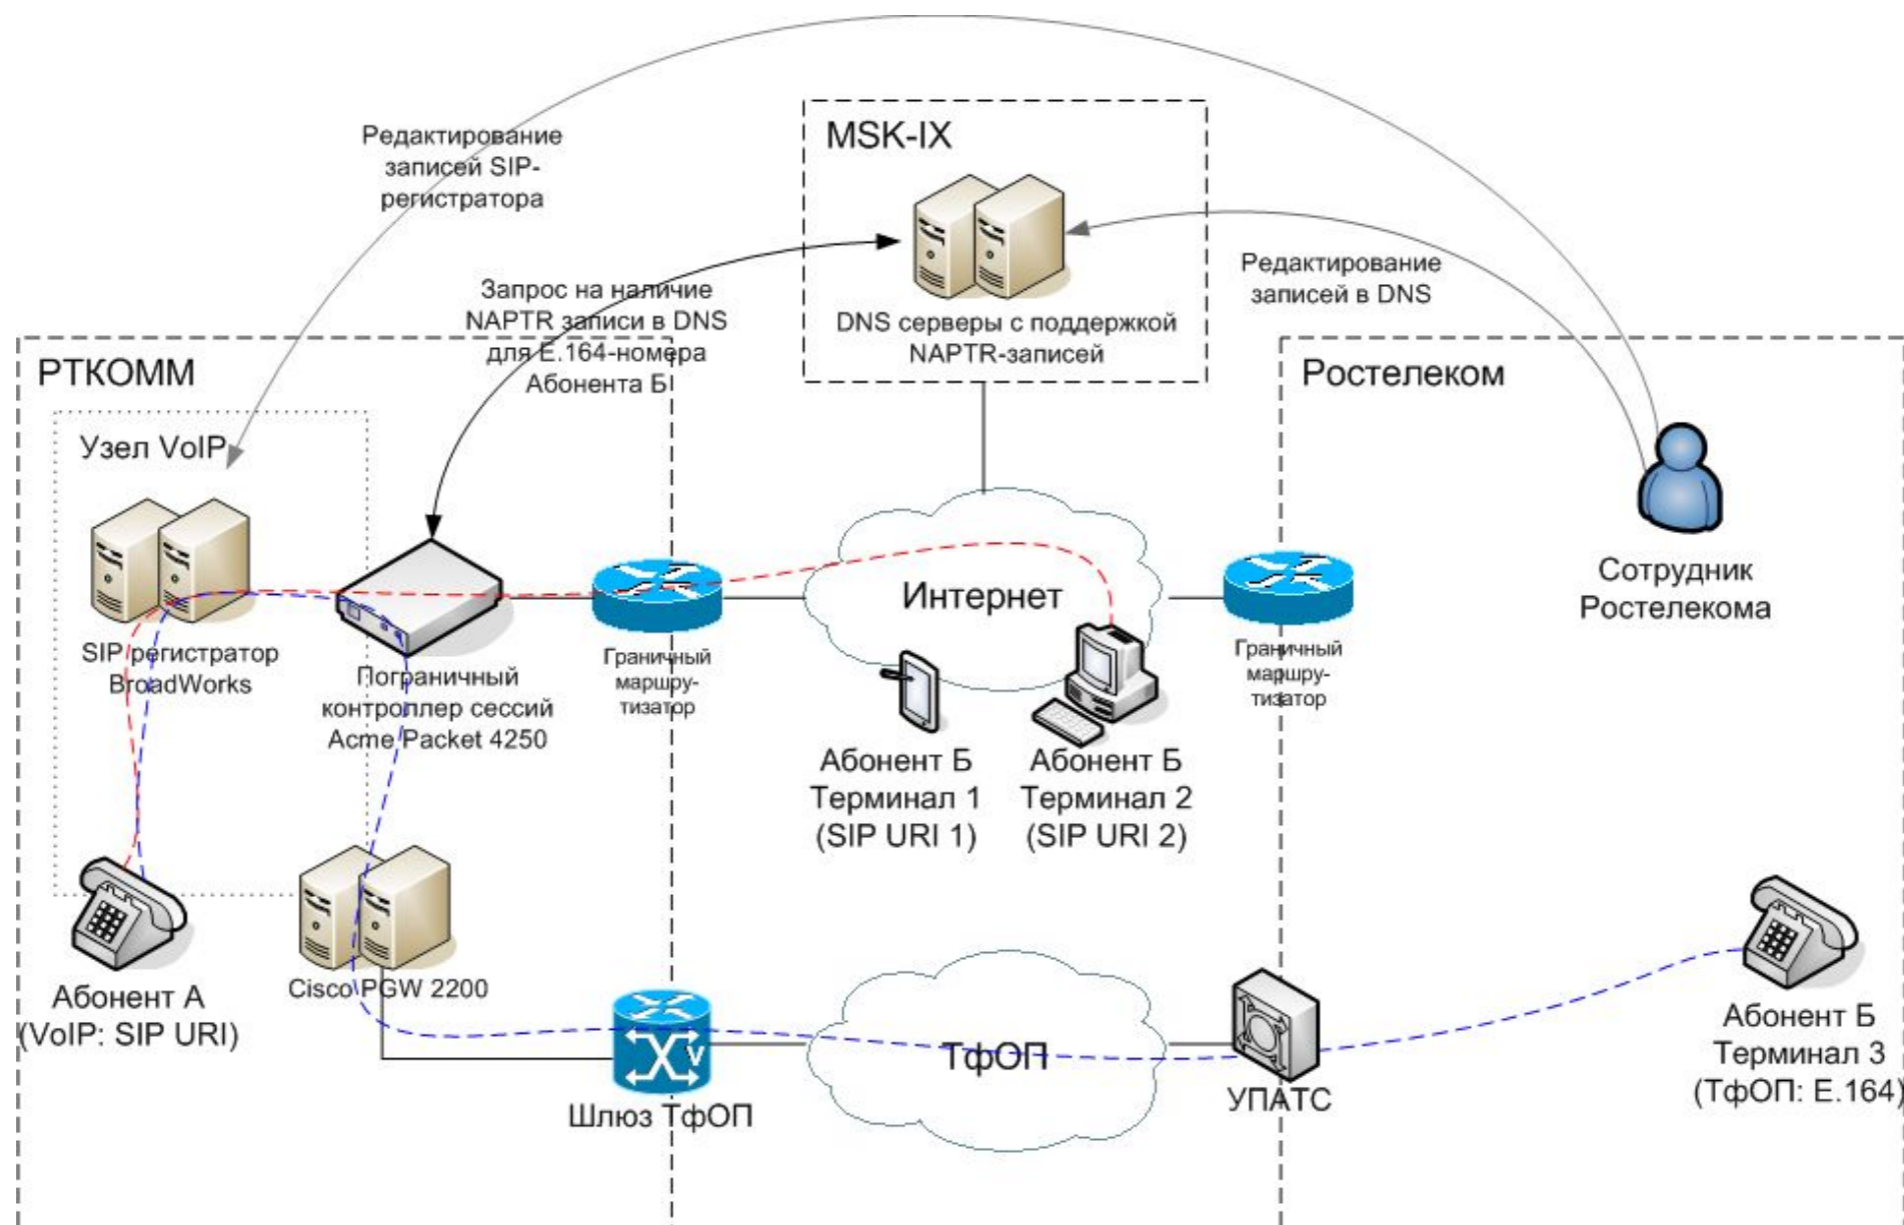 Редактирование
записей SIP-
регистратора
MSK-IX
Запрос на наличие
NAPTR записи в DNS
для E.164-номера
Абонента Б
DNS серверы с поддержкой
NAPTR-записей
Редактирование
записей в DNS
РТКОММ
Узел VoIP
SIP регистратор
BroadWorks
Пограничный
контроллер сессий
Acme Packet 4250
Граничный
маршру-
тизатор
Интернет
Граничный
маршру-
тизатор
Ростелеком
Сотрудник
Ростелекома
Абонент Б
Терминал 1
(SIP URI 1)
Абонент Б
Терминал 2
(SIP URI 2)
Абонент А
(VoIP: SIP URI)
Cisco PGW 2200
V
Шлюз ТфОП
ТфОП
УПАТС
Абонент Б
Терминал 3
(ТфОП: E.164)